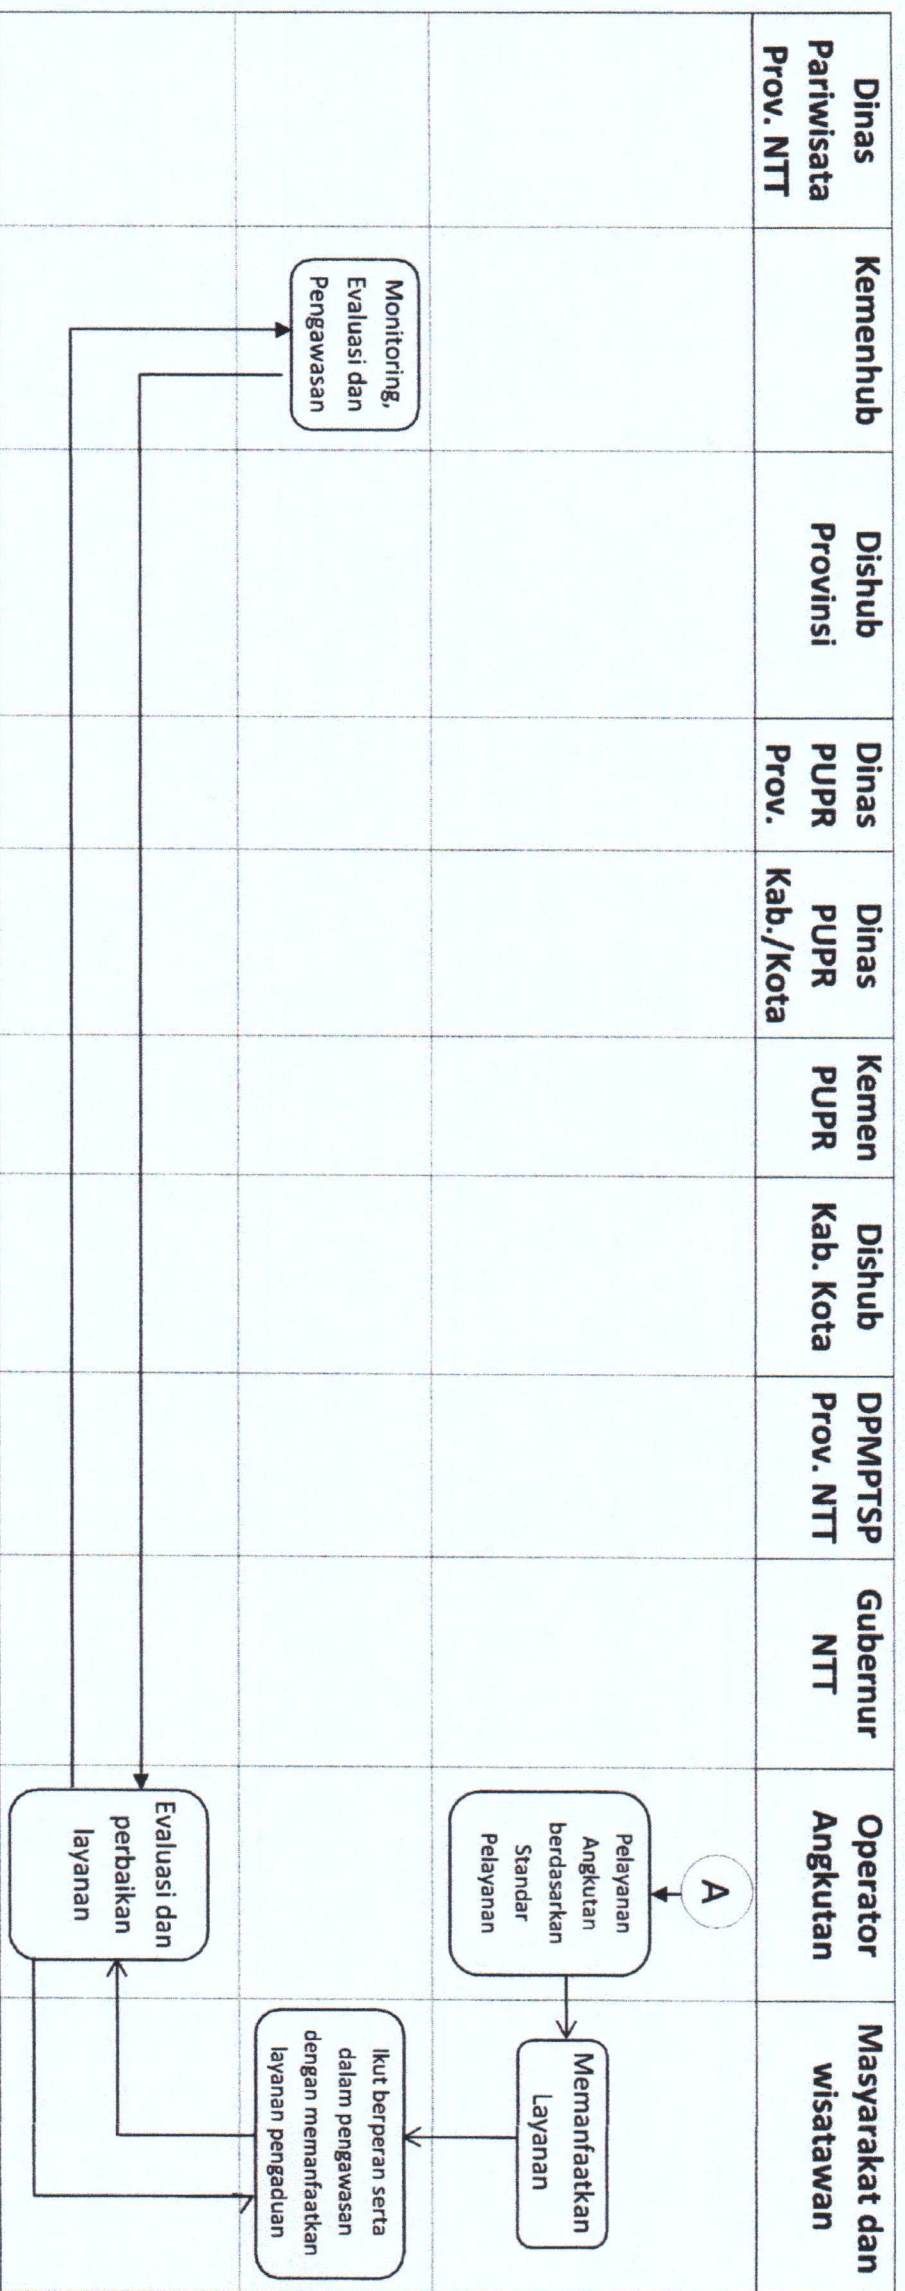 Dinas
Pariwisata
Prov. NTT
Kemenhub
Dishub
Provinsi
Dinas
PUPR
Prov.
Dinas
PUPR
Kab./Kota
Kemen
PUPR
Dishub
Kab. Kota
DPMPTSP
Prov. NTT
Gubernur
NTT
Operator
Angkutan
Masyarakat dan
wisatawan
A
Pelayanan
Angkutan
berdasarkan
Standar
Pelayanan
Memanfaatkan
Layanan
Monitoring,
Evaluasi dan
Pengawasan
Ikut berperan serta
dalam pengawasan
dengan memanfaatkan
layanan pengaduan
Evaluasi dan
perbaikan
layanan